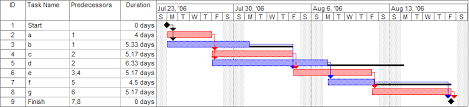 ID Task Name Predecessors Duration
Jul 23, '06 Jul 30, '06 Aug 6, '06 Aug 13, '06
S M T W T F S S M T W T F S S M T W T F S S M T W T F S
1 Start 0 days
2 a 1 4 days
3 b 1 5.33 days
4 c 2 5.17 days
5 d 2 6.33 days
6 e 3,4 5.17 days
7 f 5 4.5 days
8 g 6 5.17 days
9 Finish 7,8 0 days